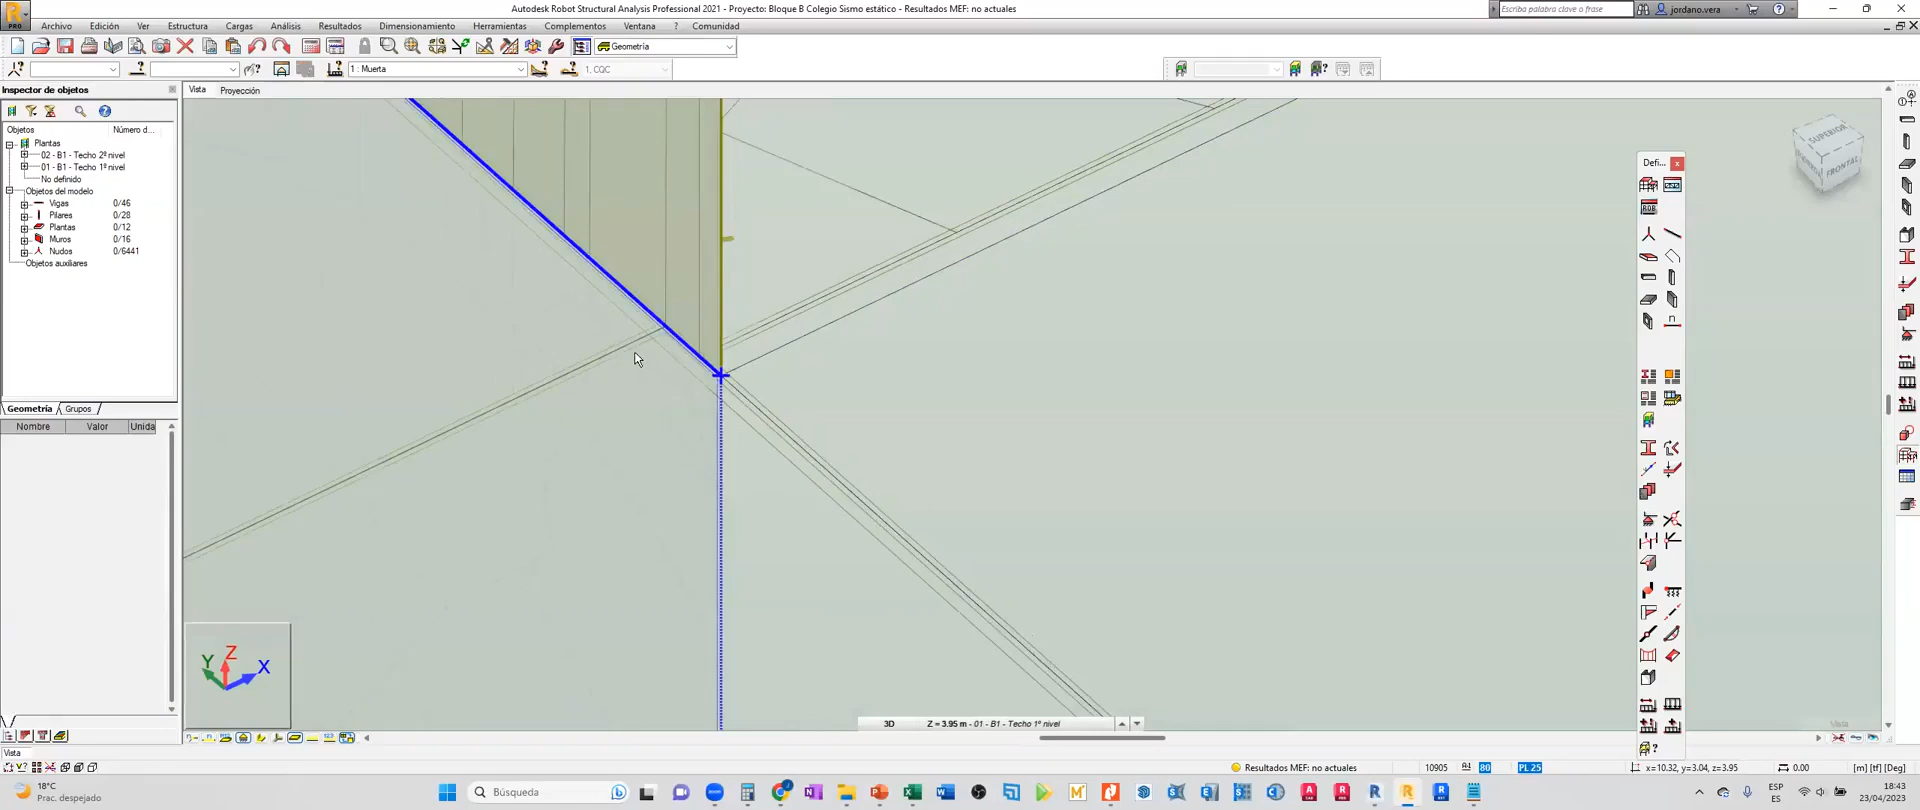 Autodesk Robot Structural Analysis Professional 2021 - Proyecto: Bloque B Colegio Sismo estático - Resultados MEF: no actuales
Escriba palabra clave o frase
jordano.vera
PRO
Archivo Edición Ver Estructura Cargas Análisis Resultados Dimensionamiento Herramientas Complementos Ventana Comunidad
Geometría
1 : Muerta
1. CQC
Inspector de objetos
Vista Proyección
Objetos Número d...
Plantas
02 - B1 - Techo 2º nivel
01 - B1 - Techo 1º nivel
No definido
Objetos del modelo
Vigas 0/46
Pilares 0/28
Plantas 0/12
Muros 0/16
Nudos 0/6441
Objetos auxiliares
Geometría Grupos
Nombre Valor Unida
SUPERIOR
FRONTAL
Defi...
Z
Y
X
3D Z = 3.95 m - 01 - B1 - Techo 1º nivel
Vista
Vista
Resultados MEF: no actuales 10905 80 PL 25 x=10.32, y=3.04, z=3.95 0.00 [m] [tf] [Deg]
18°C
Prac. despejado
Búsqueda
ESP
ES
18:43
23/04/2023